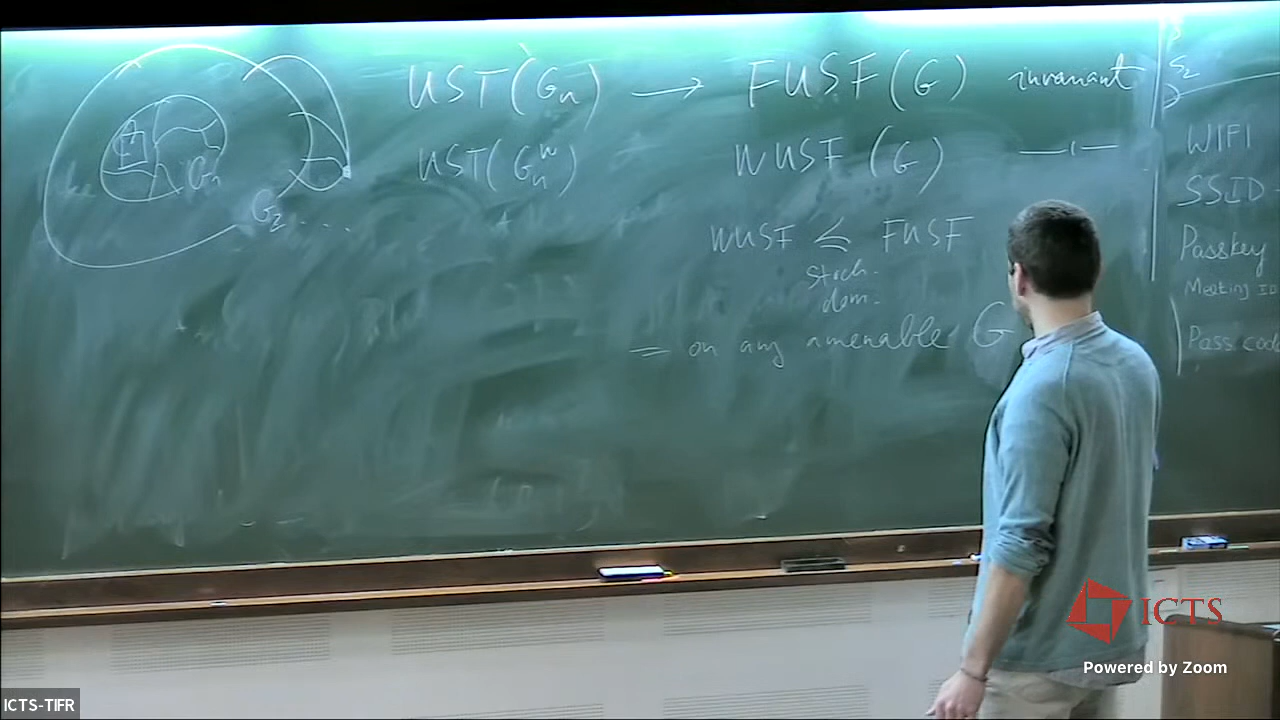 UST(Gₙ) → FUSF(G) invariant
UST(Gₙʷ) WUSF(G) —ı—
Gₙ
G₂ . . .
WUSF ≤ FUSF
stoch.
dom.
= on any amenable G
S₂
WIFI
SSID -
Passkey
Meeting ID
Pass code
ICTS
Powered by Zoom
ICTS-TIFR